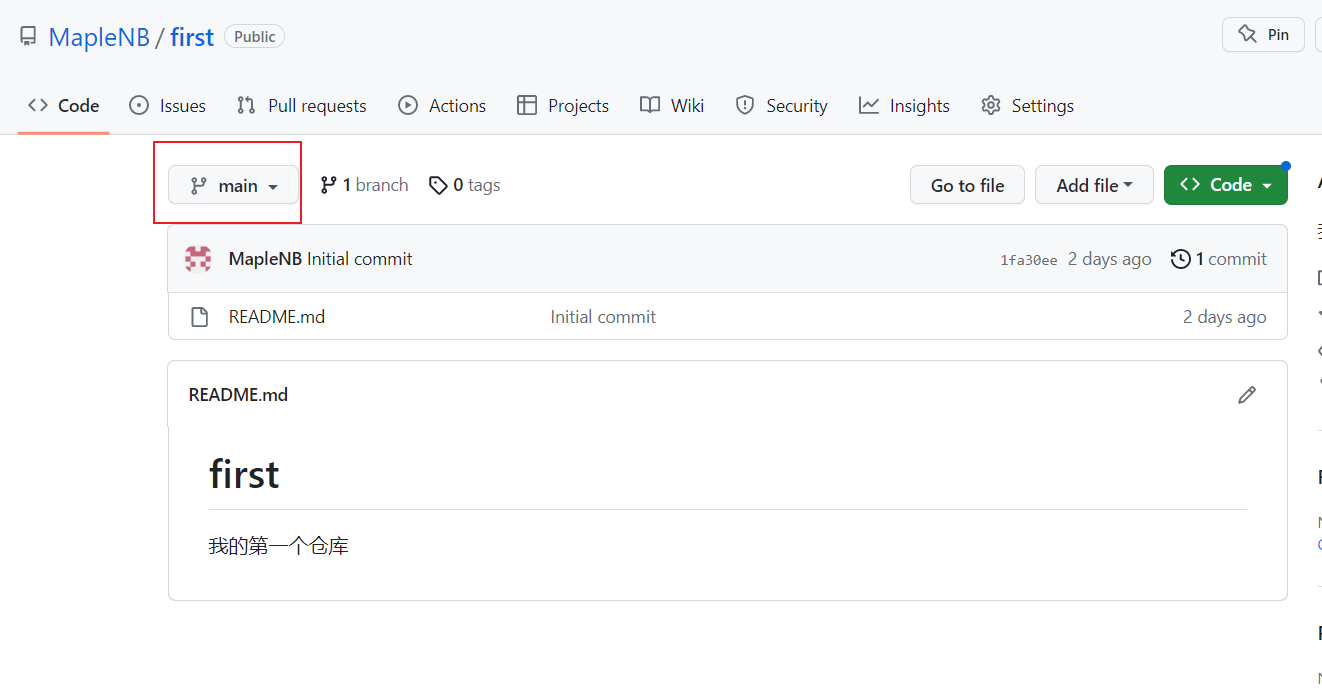 MapleNB / first Public Pin
Code Issues Pull requests Actions Projects Wiki Security Insights Settings
main 1 branch 0 tags Go to file Add file Code
MapleNB Initial commit 1fa30ee 2 days ago 1 commit
README.md Initial commit 2 days ago
README.md
first
我的第一个仓库